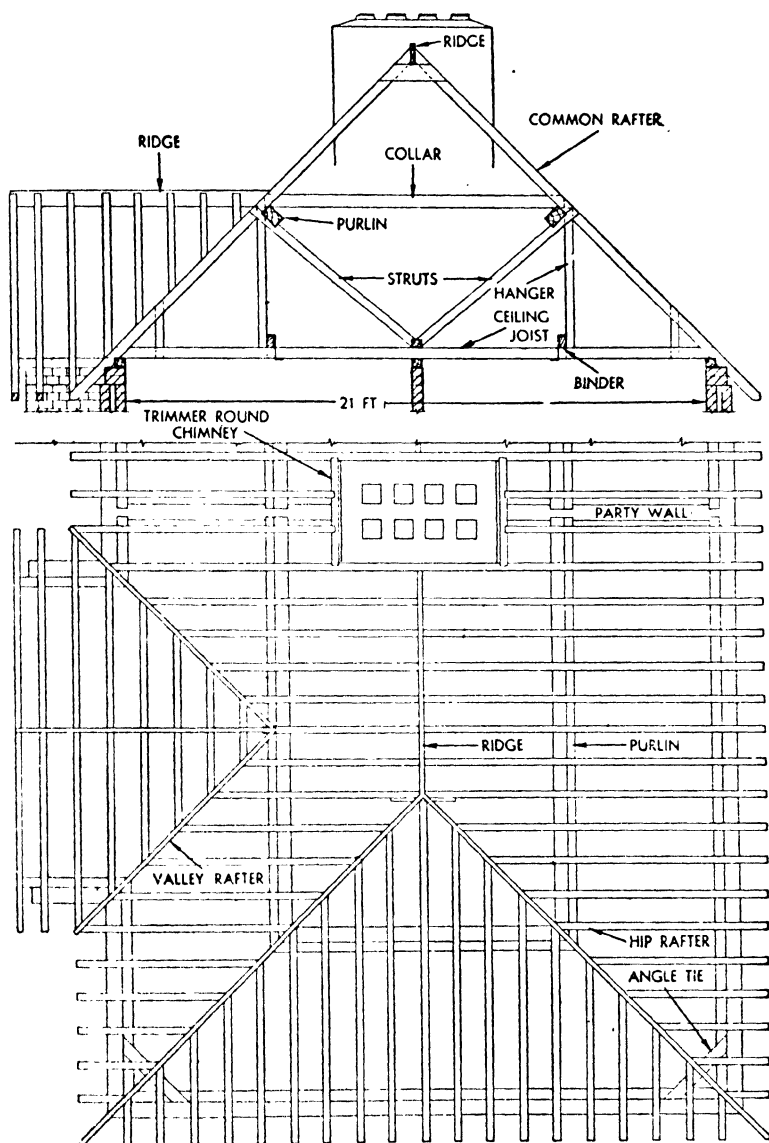 RIDGE
COMMON RAFTER
RIDGE
COLLAR
PURLIN
STRUTS
HANGER
CEILING
JOIST
BINDER
21 FT
TRIMMER ROUND
CHIMNEY
PARTY WALL
RIDGE
PURLIN
VALLEY RAFTER
HIP RAFTER
ANGLE TIE